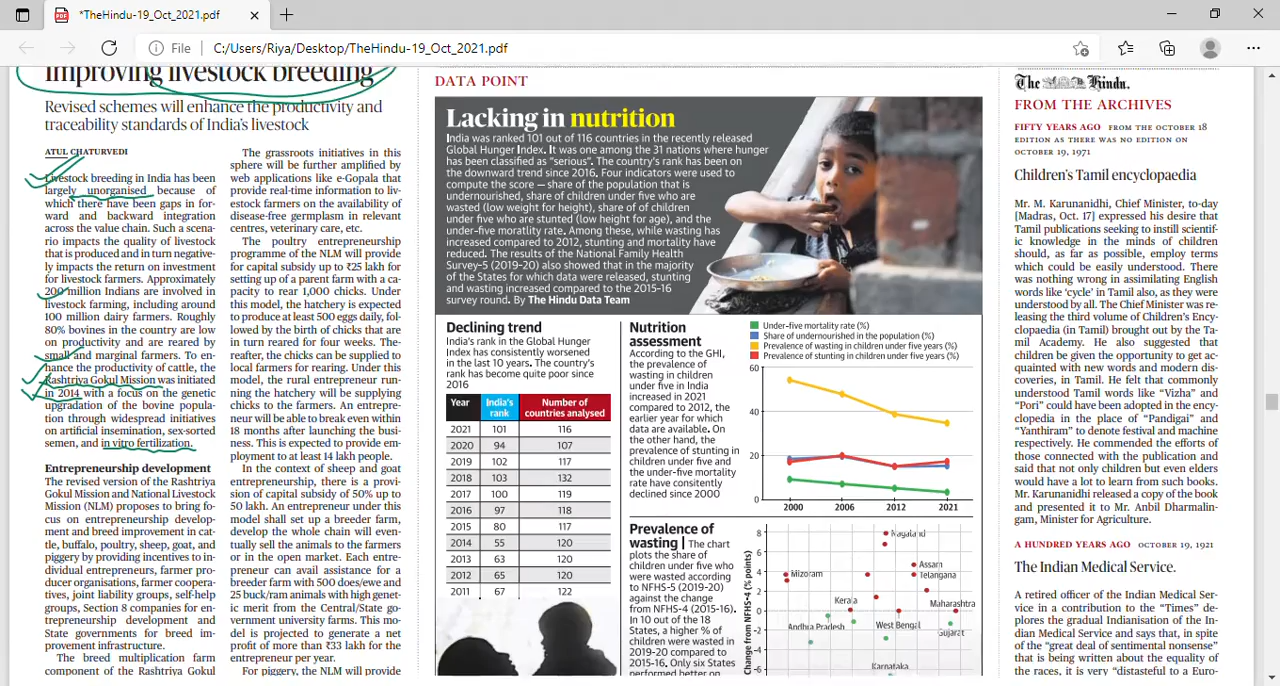 *TheHindu-19_Oct_2021.pdf
File
C:/Users/Riya/Desktop/TheHindu-19_Oct_2021.pdf
Improving livestock breeding
Revised schemes will enhance the productivity and
traceability standards of India's livestock
ATUL CHATURVEDI
Livestock breeding in India has been
largely unorganised because of
which there have been gaps in for-
ward and backward integration
across the value chain. Such a scena-
rio impacts the quality of livestock
that is produced and in turn negative-
ly impacts the return on investment
for livestock farmers. Approximately
200 million Indians are involved in
livestock farming, including around
100 million dairy farmers. Roughly
80% bovines in the country are low
on productivity and are reared by
small and marginal farmers. To en-
hance the productivity of cattle, the
Rashtriya Gokul Mission was initiated
in 2014 with a focus on the genetic
upgradation of the bovine popula-
tion through widespread initiatives
on artificial insemination, sex-sorted
semen, and in vitro fertilization.
Entrepreneurship development
The revised version of the Rashtriya
Gokul Mission and National Livestock
Mission (NLM) proposes to bring fo-
cus on entrepreneurship develop-
ment and breed improvement in cat-
tle, buffalo, poultry, sheep, goat, and
piggery by providing incentives to in-
dividual entrepreneurs, farmer pro-
ducer organisations, farmer coopera-
tives, joint liability groups, self-help
groups, Section 8 companies for en-
trepreneurship development and
State governments for breed im-
provement infrastructure.
The breed multiplication farm
component of the Rashtriya Gokul
The grassroots initiatives in this
sphere will be further amplified by
web applications like e-Gopala that
provide real-time information to liv-
estock farmers on the availability of
disease-free germplasm in relevant
centres, veterinary care, etc.
The poultry entrepreneurship
programme of the NLM will provide
for capital subsidy up to ₹25 lakh for
setting up of a parent farm with a ca-
pacity to rear 1,000 chicks. Under
this model, the hatchery is expected
to produce at least 500 eggs daily, fol-
lowed by the birth of chicks that are
in turn reared for four weeks. The-
reafter, the chicks can be supplied to
local farmers for rearing. Under this
model, the rural entrepreneur run-
ning the hatchery will be supplying
chicks to the farmers. An entrepre-
neur will be able to break even within
18 months after launching the busi-
ness. This is expected to provide em-
ployment to at least 14 lakh people.
In the context of sheep and goat
entrepreneurship, there is a provi-
sion of capital subsidy of 50% up to
50 lakh. An entrepreneur under this
model shall set up a breeder farm,
develop the whole chain will even-
tually sell the animals to the farmers
or in the open market. Each entre-
preneur can avail assistance for a
breeder farm with 500 does/ewe and
25 buck/ram animals with high genet-
ic merit from the Central/State go-
vernment university farms. This mo-
del is projected to generate a net
profit of more than ₹33 lakh for the
entrepreneur per year.
For piggery, the NLM will provide
DATA POINT
Lacking in nutrition
India was ranked 101 out of 116 countries in the recently released
Global Hunger Index. It was one among the 31 nations where hunger
has been classified as "serious". The country's rank has been on
the downward trend since 2016. Four indicators were used to
compute the score — share of the population that is
undernourished, share of children under five who are
wasted (low weight for height), share of of children
under five who are stunted (low height for age), and the
under-five moratlity rate. Among these, while wasting has
increased compared to 2012, stunting and mortality have
reduced. The results of the National Family Health
Survey-5 (2019-20) also showed that in the majority
of the States for which data were released, stunting
and wasting increased compared to the 2015-16
survey round. By The Hindu Data Team
Declining trend
India's rank in the Global Hunger
Index has consistently worsened
in the last 10 years. The country's
rank has become quite poor since
2016
Year India's rank Number of countries analysed
2021 101 116
2020 94 107
2019 102 117
2018 103 132
2017 100 119
2016 97 118
2015 80 117
2014 55 120
2013 63 120
2012 65 120
2011 67 122
Nutrition
assessment
According to the GHI,
the prevalence of
wasting in children
under five in India
increased in 2021
compared to 2012, the
earlier year for which
data are available. On
the other hand, the
prevalence of stunting in
children under five and
the under-five mortality
rate have consitently
declined since 2000
Under-five mortality rate (%)
Share of undernourished in the population (%)
Prevalence of wasting in children under five years (%)
Prevalence of stunting in children under five years (%)
60
40
20
0
2000 2006 2012 2021
Prevalence of
wasting | The chart
plots the share of
children under five who
were wasted according
to NFHS-5 (2019-20)
against the change
from NFHS-4 (2015-16).
In 10 out of the 18
States, a higher % of
children were wasted in
2019-20 compared to
2015-16. Only six States
performed better on
Change from NFHS-4 (% points)
8
6
4
2
0
-2
-4
-6
Nagaland
Assam
Mizoram
Telangana
Kerala
Maharashtra
Andhra Pradesh
West Bengal
Gujarat
Karnataka
The Hindu.
FROM THE ARCHIVES
FIFTY YEARS AGO FROM THE OCTOBER 18
EDITION AS THERE WAS NO EDITION ON
OCTOBER 19, 1971
Children's Tamil encyclopaedia
Mr. M. Karunanidhi, Chief Minister, to-day
[Madras, Oct. 17] expressed his desire that
Tamil publications seeking to instill scientif-
ic knowledge in the minds of children
should, as far as possible, employ terms
which could be easily understood. There
was nothing wrong in assimilating English
words like 'cycle' in Tamil also, as they were
understood by all. The Chief Minister was re-
leasing the third volume of Children's Ency-
clopaedia (in Tamil) brought out by the Ta-
mil Academy. He also suggested that
children be given the opportunity to get ac-
quainted with new words and modern dis-
coveries, in Tamil. He felt that commonly
understood Tamil words like "Vizha" and
"Pori" could have been adopted in the ency-
clopedia in the place of "Pandigai" and
"Yanthiram" to denote festival and machine
respectively. He commended the efforts of
those connected with the publication and
said that not only children but even elders
would have a lot to learn from such books.
Mr. Karunanidhi released a copy of the book
and presented it to Mr. Anbil Dharmalin-
gam, Minister for Agriculture.
A HUNDRED YEARS AGO OCTOBER 19, 1921
The Indian Medical Service.
A retired officer of the Indian Medical Ser-
vice in a contribution to the "Times" de-
plores the gradual Indianisation of the In-
dian Medical Service and says that, in spite
of the "great deal of sentimental nonsense"
that is being written about the equality of
the races, it is very "distasteful to a Euro-